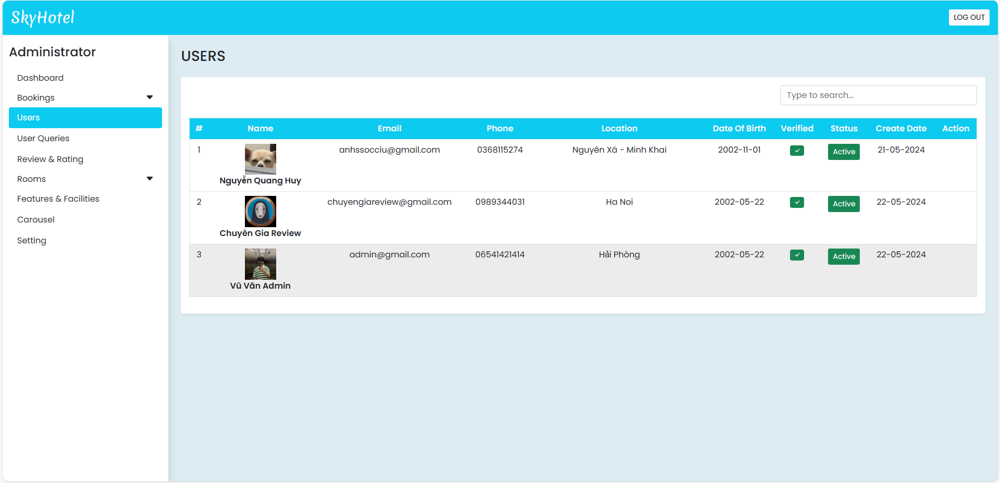 SkyHotel
LOG OUT
Administrator
Dashboard
Bookings
Users
User Queries
Review & Rating
Rooms
Features & Facilities
Carousel
Setting
USERS
Type to search...
# Name Email Phone Location Date Of Birth Verified Status Create Date Action
1 anhssocciu@gmail.com 0368115274 Nguyên Xá - Minh Khai 2002-11-01 Active 21-05-2024
Nguyễn Quang Huy
2 chuyengiareview@gmail.com 0989344031 Ha Noi 2002-05-22 Active 22-05-2024
Chuyên Gia Review
3 admin@gmail.com 06541421414 Hải Phòng 2002-05-22 Active 22-05-2024
Vũ Văn Admin